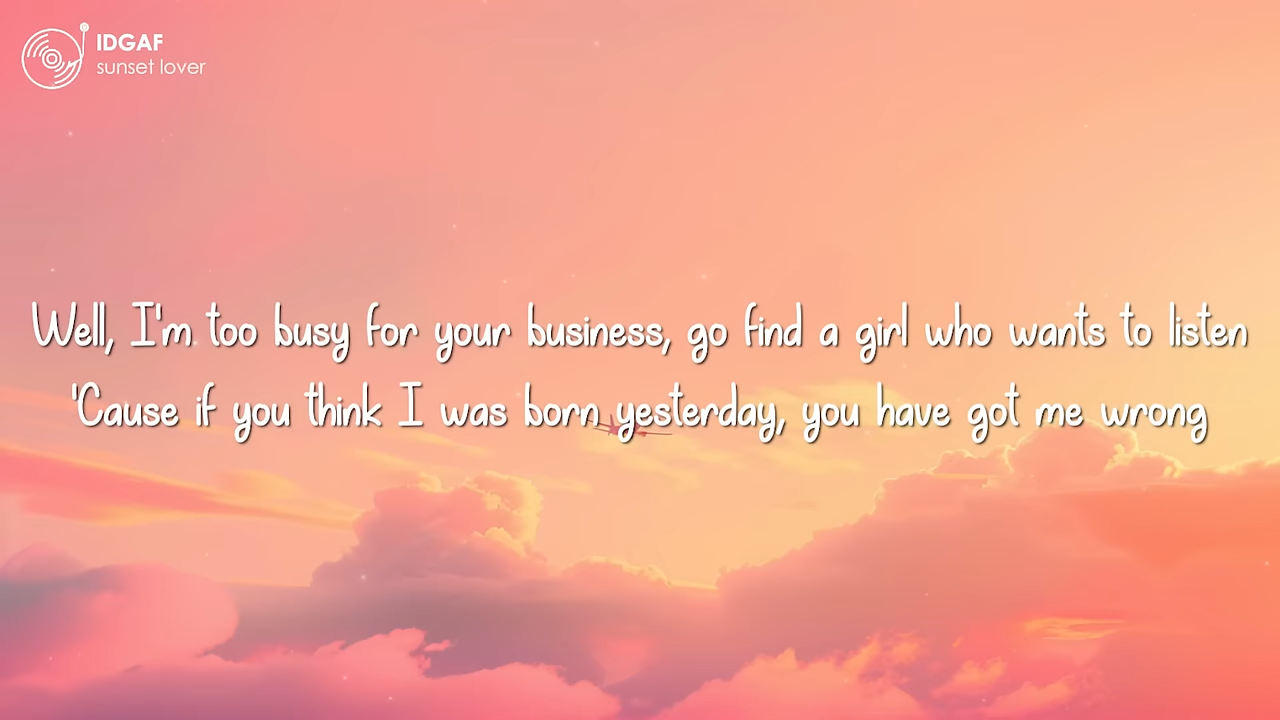 IDGAF
sunset lover
Well, I'm too busy for your business, go find a girl who wants to listen
'Cause if you think I was born yesterday, you have got me wrong